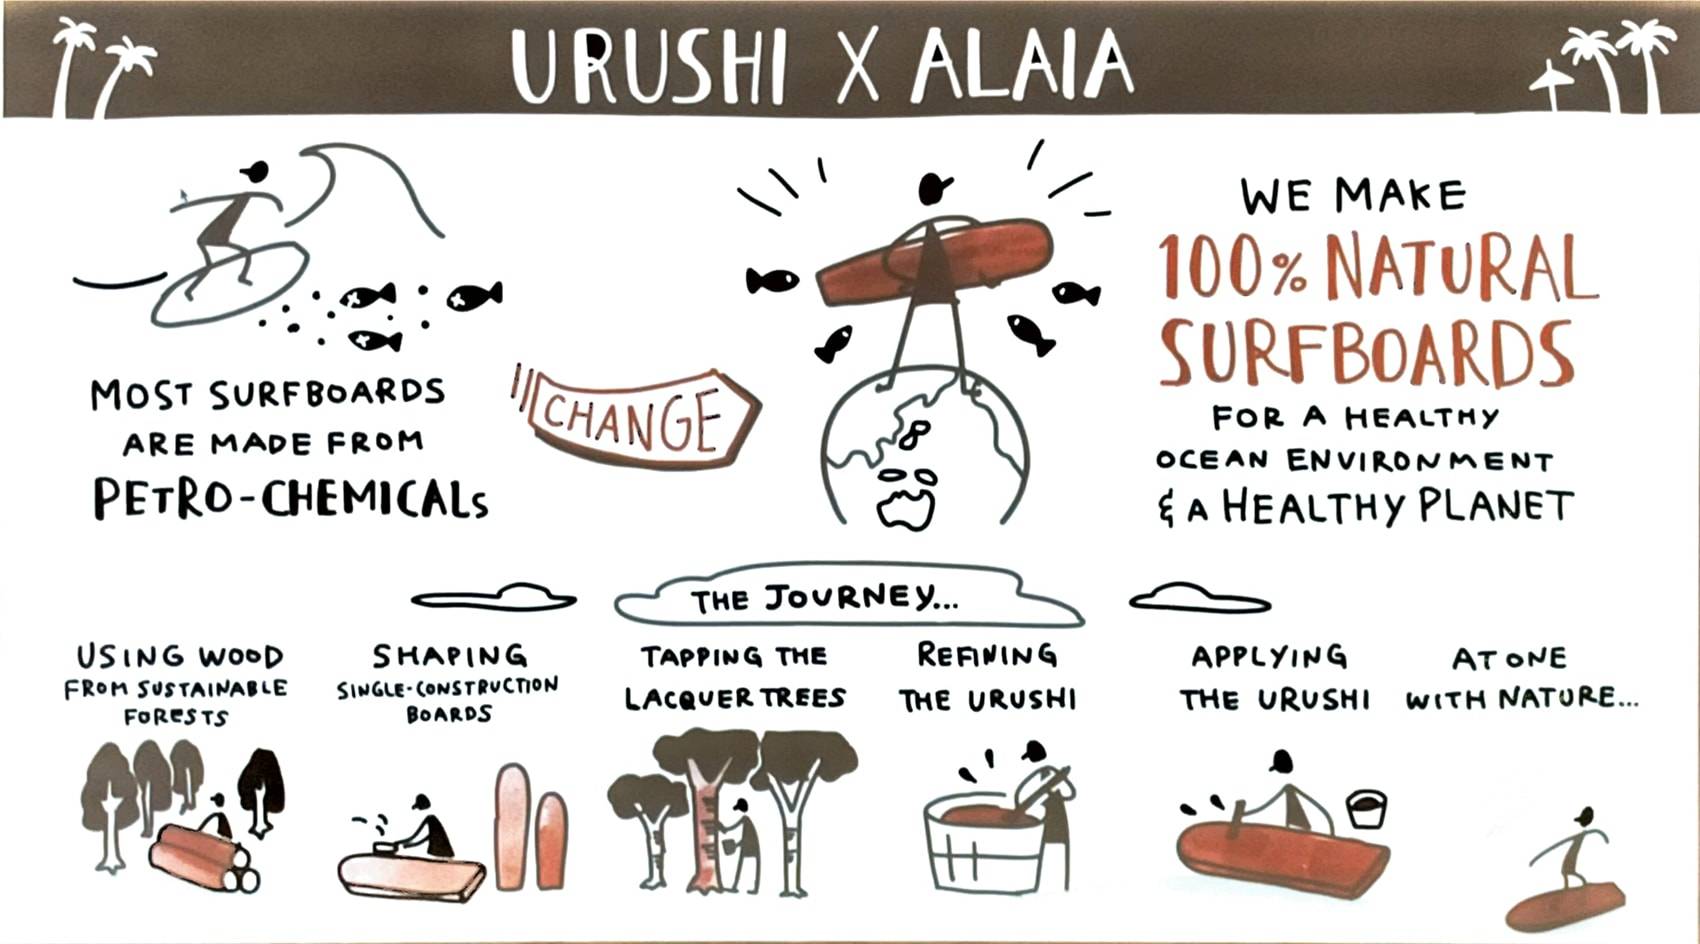 URUSHI X ALAIA
MOST SURFBOARDS
ARE MADE FROM
PETRO-CHEMICALS
CHANGE
WE MAKE
100% NATURAL
SURFBOARDS
FOR A HEALTHY
OCEAN ENVIRONMENT
& A HEALTHY PLANET
THE JOURNEY...
USING WOOD
FROM SUSTAINABLE
FORESTS
SHAPING
SINGLE-CONSTRUCTION
BOARDS
TAPPING THE
LACQUER TREES
REFINING
THE URUSHI
APPLYING
THE URUSHI
AT ONE
WITH NATURE...